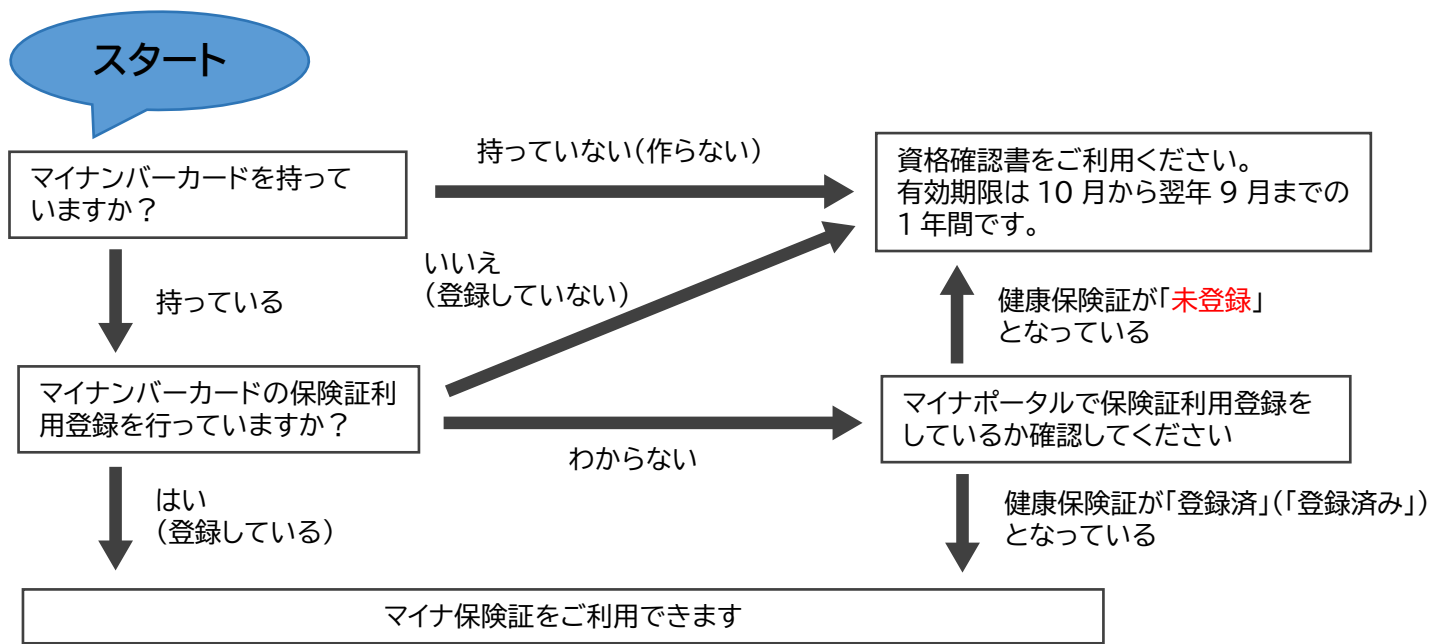 スタート
マイナンバーカードを持って
いますか？
持っていない（作らない）
資格確認書をご利用ください。
有効期限は 10 月から翌年 9 月までの
1 年間です。
持っている
いいえ
（登録していない）
健康保険証が「未登録」
となっている
マイナンバーカードの保険証利
用登録を行っていますか？
わからない
マイナポータルで保険証利用登録を
しているか確認してください
はい
（登録している）
健康保険証が「登録済」（「登録済み」）
となっている
マイナ保険証をご利用できます